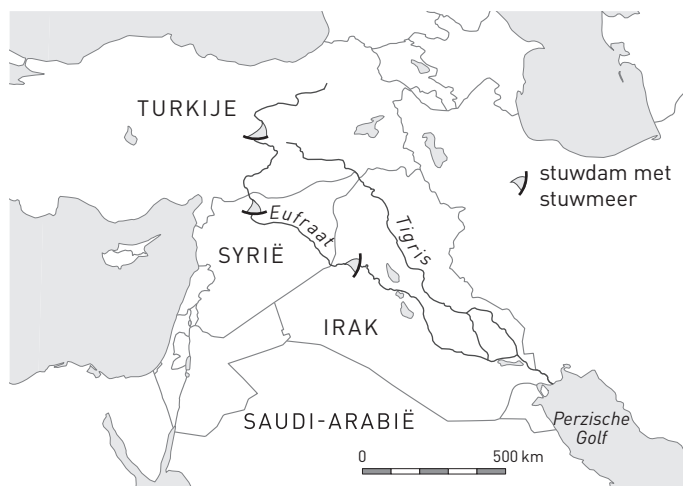 TURKIJE
stuwdam met
stuwmeer
Eufraat
Tigris
SYRIË
IRAK
SAUDI-ARABIË
Perzische
Golf
0 500 km